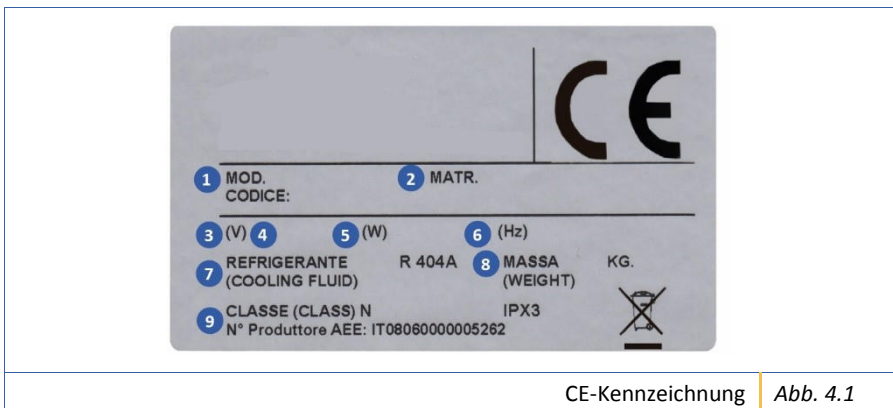 CE
1 MOD. 2 MATR.
CODICE:
3 (V) 4 5 (W) 6 (Hz)
7 REFRIGERANTE R 404A 8 MASSA KG.
(COOLING FLUID) (WEIGHT)
9 CLASSE (CLASS) N IPX3
N° Produttore AEE: IT08060000005262
CE-Kennzeichnung Abb. 4.1